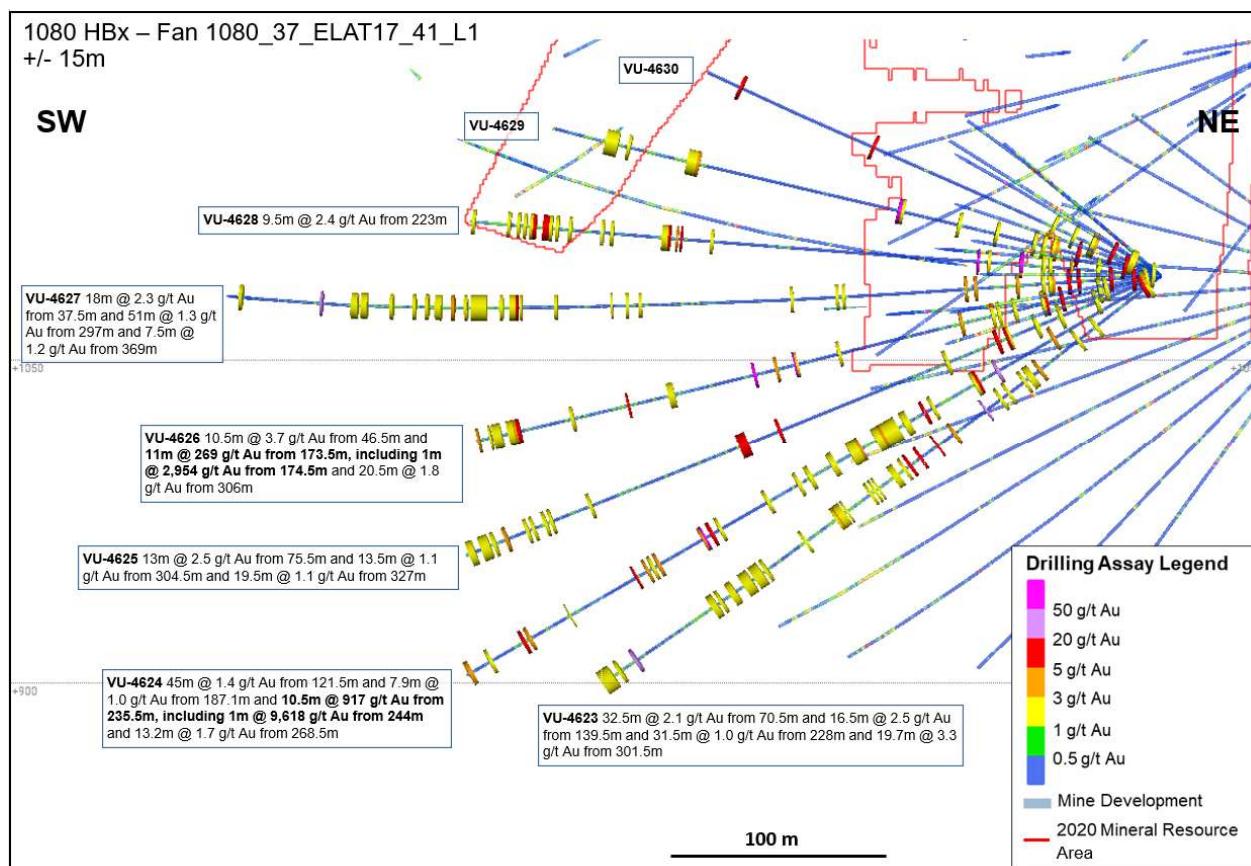 1080 HBx – Fan 1080_37_ELAT17_41_L1
+/- 15m
SW
NE
VU-4630
VU-4629
VU-4628 9.5m @ 2.4 g/t Au from 223m
VU-4627 18m @ 2.3 g/t Au
from 37.5m and 51m @ 1.3 g/t
Au from 297m and 7.5m @
1.2 g/t Au from 369m
+1050
VU-4626 10.5m @ 3.7 g/t Au from 46.5m and
11m @ 269 g/t Au from 173.5m, including 1m
@ 2,954 g/t Au from 174.5m and 20.5m @ 1.8
g/t Au from 306m
VU-4625 13m @ 2.5 g/t Au from 75.5m and 13.5m @ 1.1
g/t Au from 304.5m and 19.5m @ 1.1 g/t Au from 327m
+900
VU-4624 45m @ 1.4 g/t Au from 121.5m and 7.9m @
1.0 g/t Au from 187.1m and 10.5m @ 917 g/t Au from
235.5m, including 1m @ 9,618 g/t Au from 244m
and 13.2m @ 1.7 g/t Au from 268.5m
VU-4623 32.5m @ 2.1 g/t Au from 70.5m and 16.5m @ 2.5 g/t Au
from 139.5m and 31.5m @ 1.0 g/t Au from 228m and 19.7m @ 3.3
g/t Au from 301.5m
Drilling Assay Legend
50 g/t Au
20 g/t Au
5 g/t Au
3 g/t Au
1 g/t Au
0.5 g/t Au
Mine Development
2020 Mineral Resource
Area
100 m